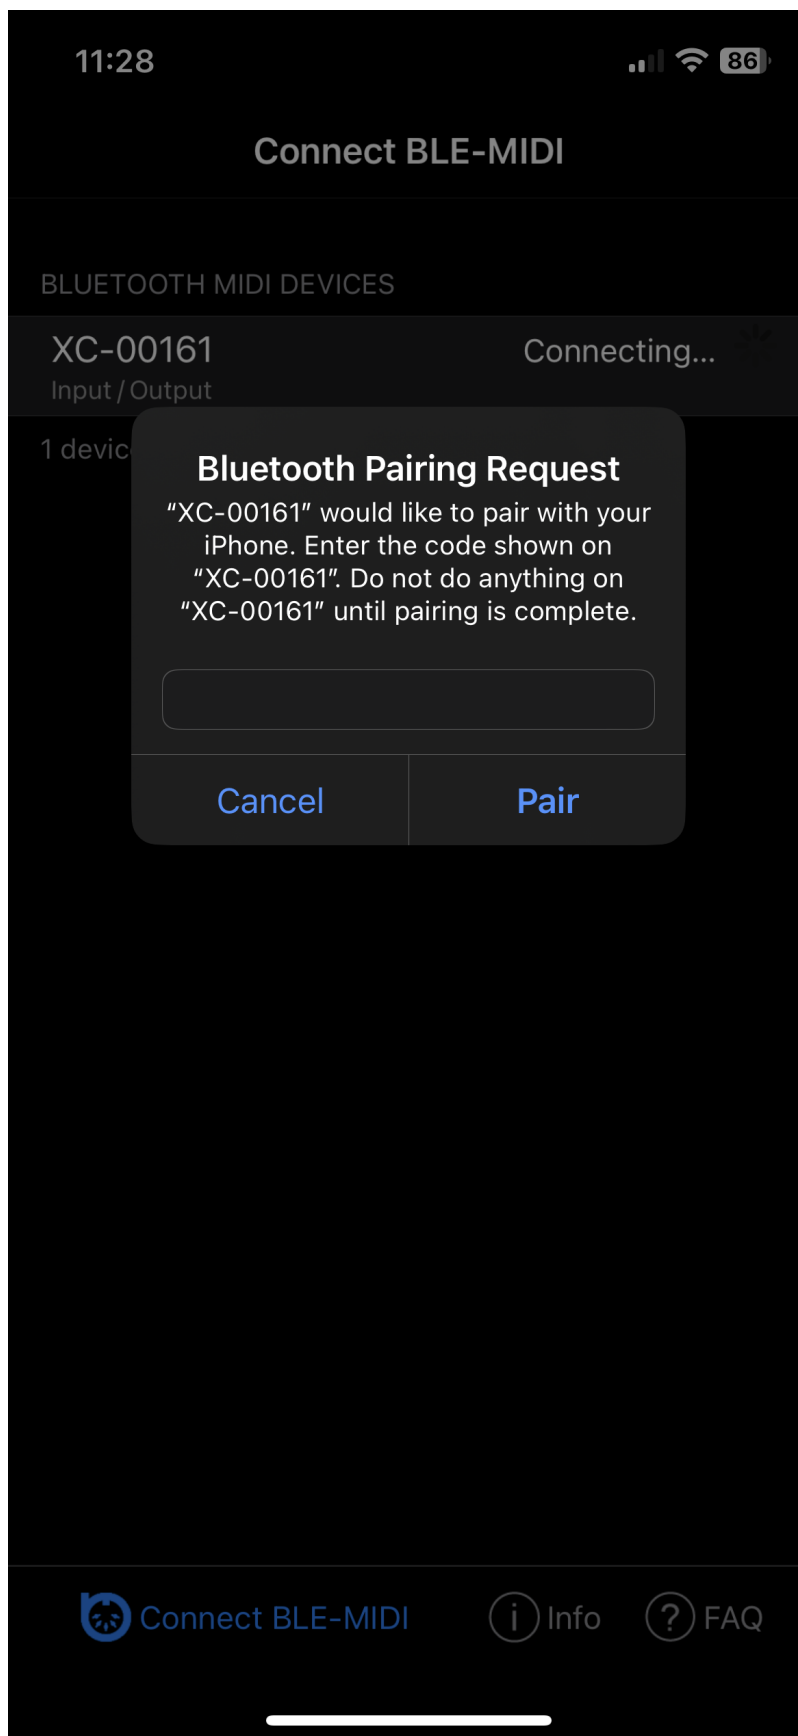 11:28
86
Connect BLE-MIDI
BLUETOOTH MIDI DEVICES
XC-00161
Connecting...
Input / Output
1 devic
Bluetooth Pairing Request
“XC-00161” would like to pair with your
iPhone. Enter the code shown on
“XC-00161”. Do not do anything on
“XC-00161” until pairing is complete.
Cancel
Pair
Connect BLE-MIDI
i Info
? FAQ